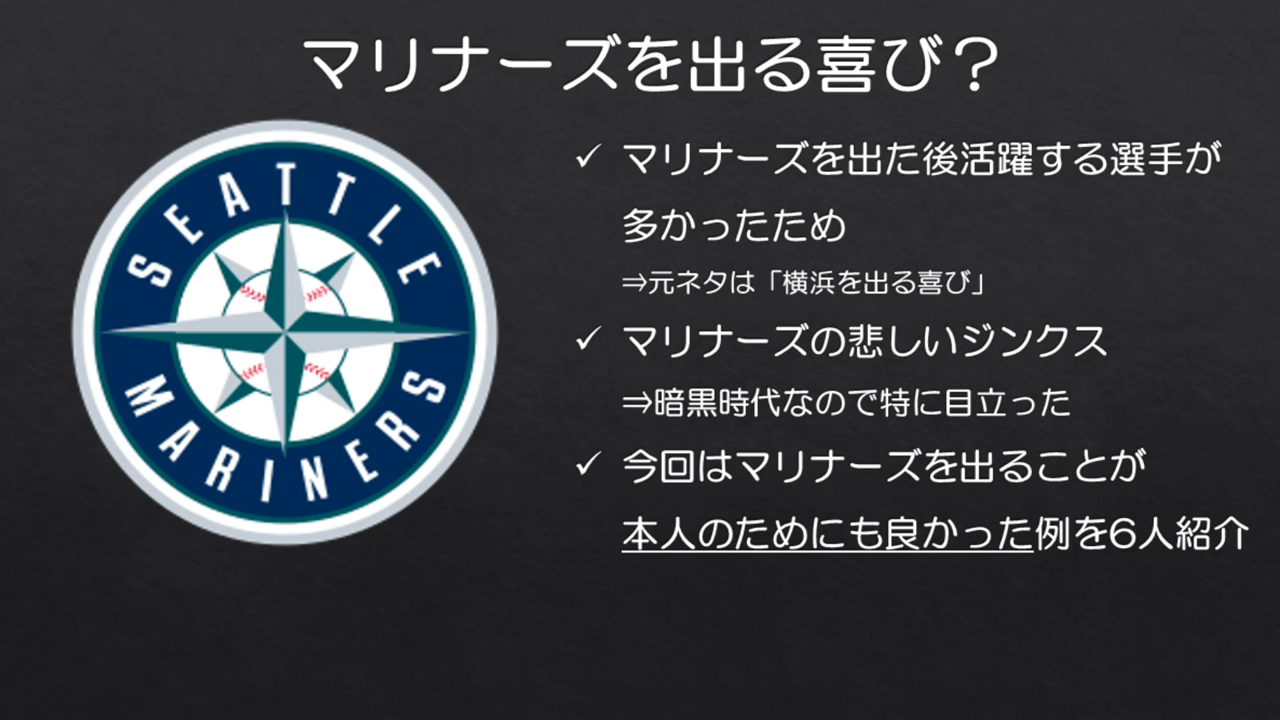 マリナーズを出る喜び？
SEATTLE
MARINERS
✓ マリナーズを出た後活躍する選手が
多かったため
⇒元ネタは「横浜を出る喜び」
✓ マリナーズの悲しいジンクス
⇒暗黒時代なので特に目立った
✓ 今回はマリナーズを出ることが
本人のためにも良かった例を6人紹介